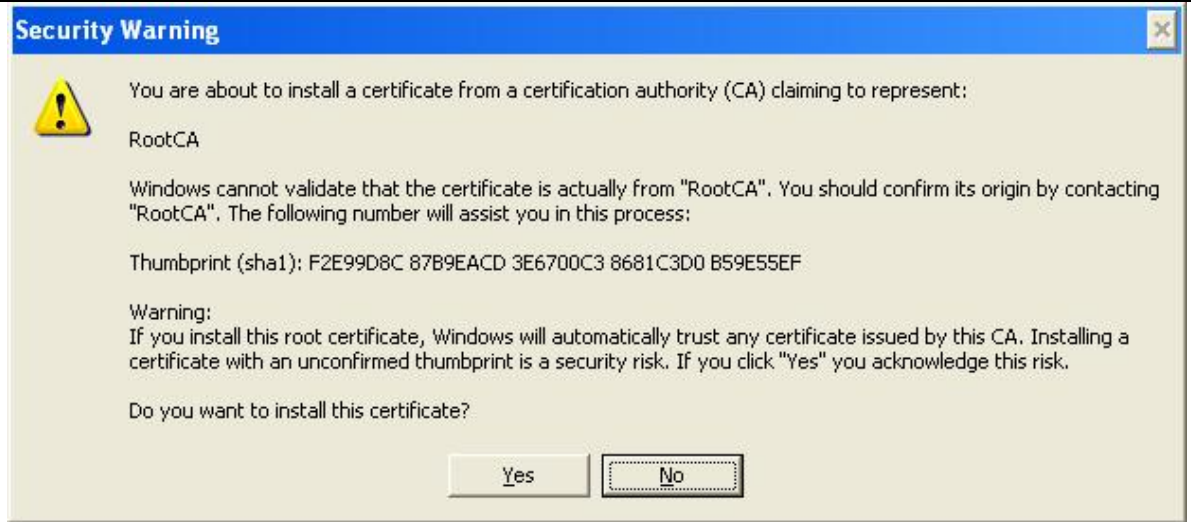 Security Warning
You are about to install a certificate from a certification authority (CA) claiming to represent:
RootCA
Windows cannot validate that the certificate is actually from "RootCA". You should confirm its origin by contacting
"RootCA". The following number will assist you in this process:
Thumbprint (sha1): F2E99D8C 87B9EACD 3E6700C3 8681C3D0 B59E55EF
Warning:
If you install this root certificate, Windows will automatically trust any certificate issued by this CA. Installing a
certificate with an unconfirmed thumbprint is a security risk. If you click "Yes" you acknowledge this risk.
Do you want to install this certificate?
Yes
No